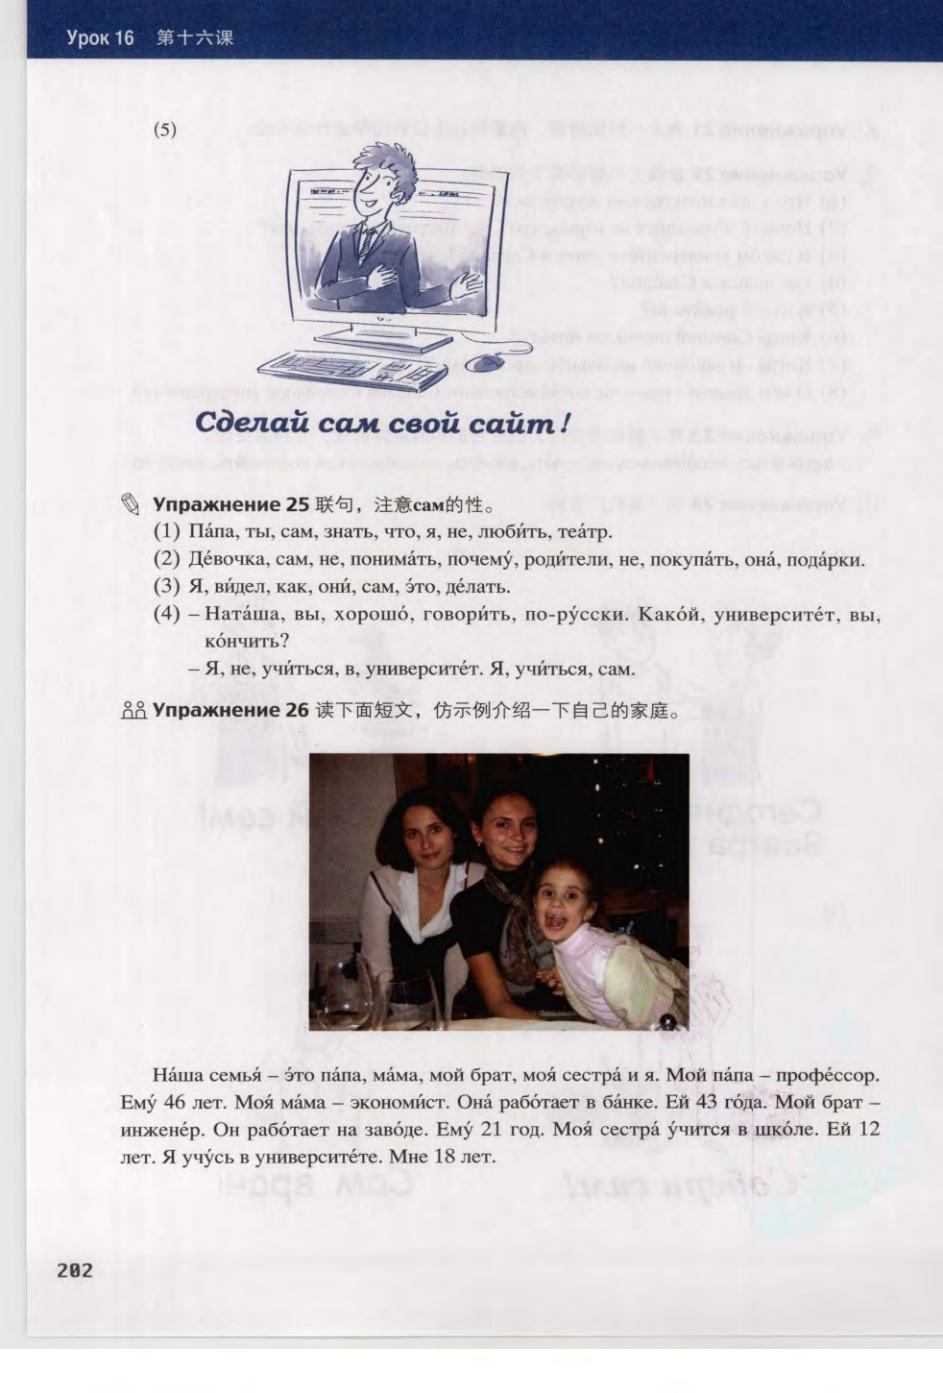 Урок 16 第十六课
(5)
Сделай сам свой сайт!
Упражнение 25 联句，注意сам的性。
(1) Па́па, ты, сам, знать, что, я, не, люби́ть, теа́тр.
(2) Де́вочка, сам, не, понима́ть, почему́, роди́тели, не, покупа́ть, она́, пода́рки.
(3) Я, ви́дел, как, они́, сам, э́то, де́лать.
(4) – Ната́ша, вы, хорошо́, говори́ть, по-ру́сски. Како́й, университе́т, вы,
ко́нчить?
– Я, не, учи́ться, в, университе́т. Я, учи́ться, сам.
Упражнение 26 读下面短文，仿示例介绍一下自己的家庭。
На́ша семья́ – э́то па́па, ма́ма, мой брат, моя́ сестра́ и я. Мой па́па – профе́ссор.
Ему́ 46 лет. Моя́ ма́ма – экономи́ст. Она́ рабо́тает в ба́нке. Ей 43 го́да. Мой брат –
инжене́р. Он рабо́тает на заво́де. Ему́ 21 год. Моя́ сестра́ у́чится в шко́ле. Ей 12
лет. Я учу́сь в университе́те. Мне 18 лет.
202